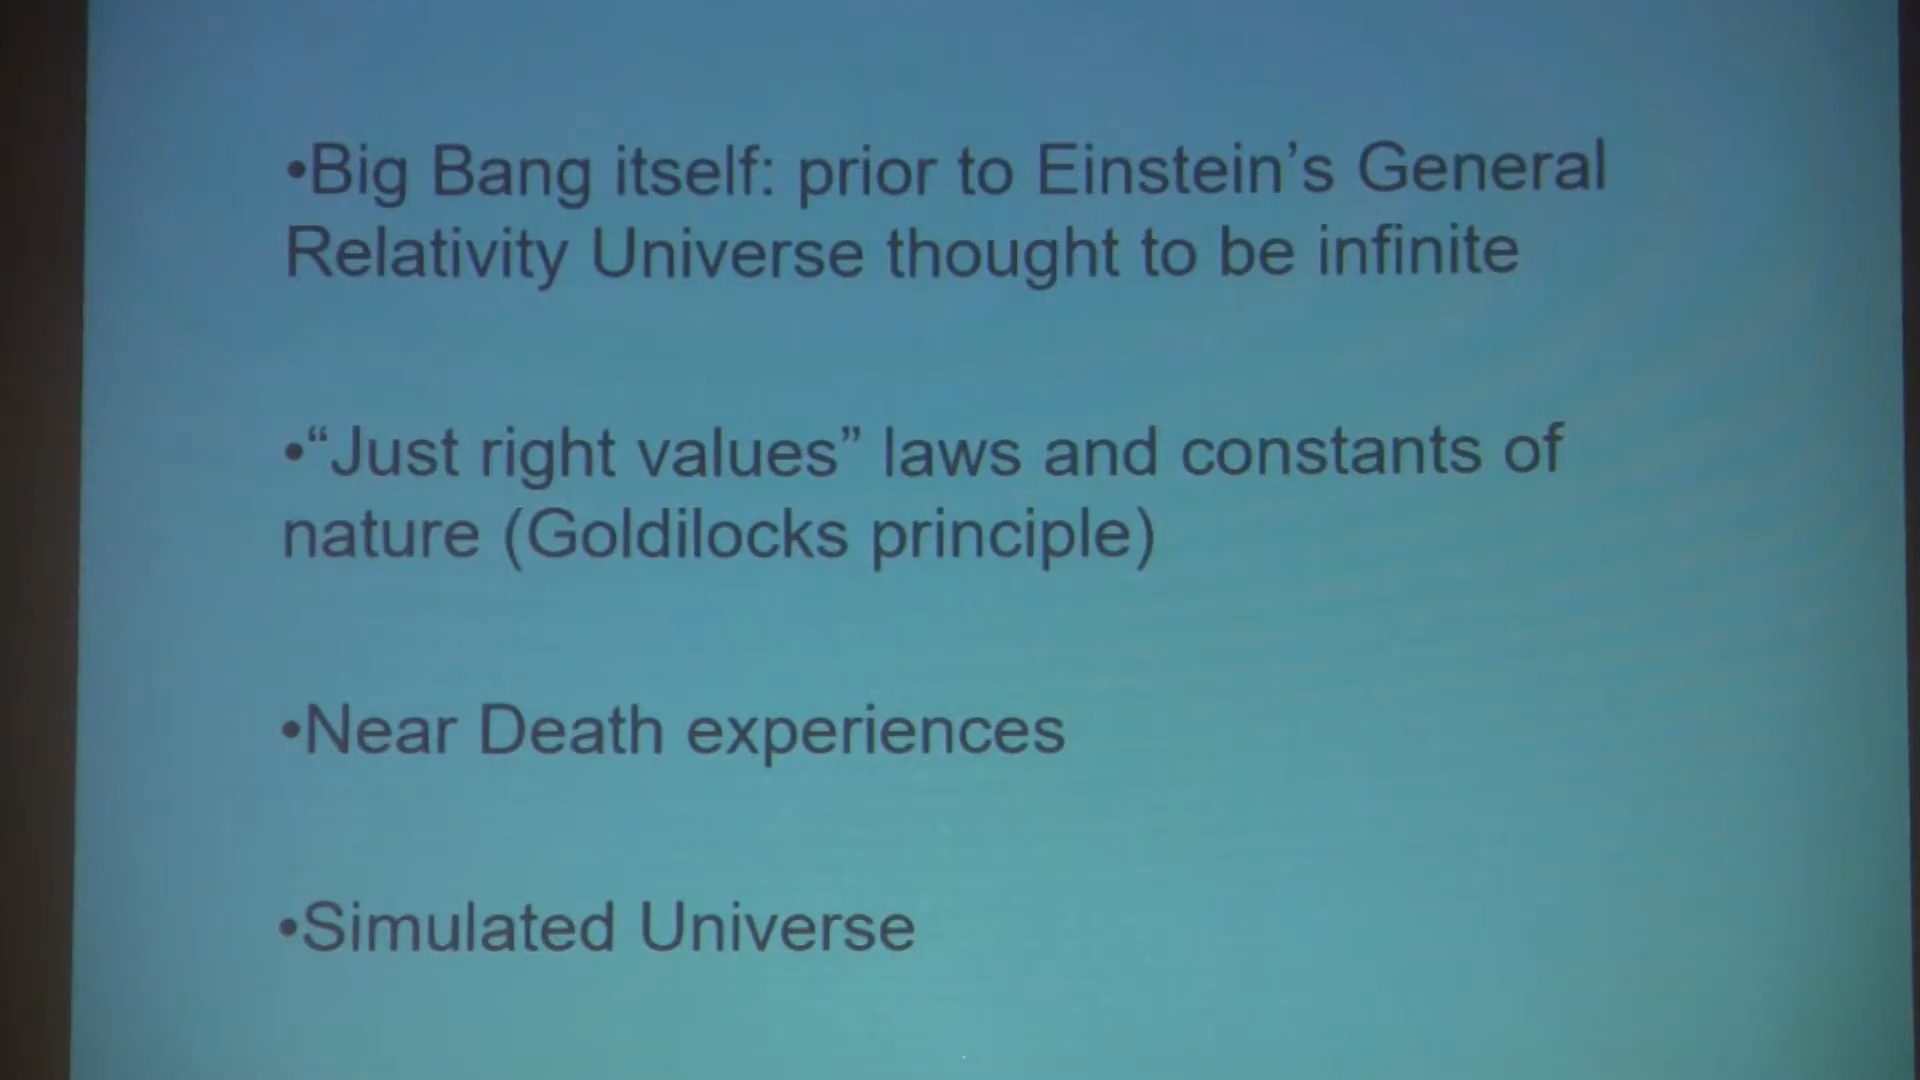 •Big Bang itself: prior to Einstein’s General
Relativity Universe thought to be infinite
•“Just right values” laws and constants of
nature (Goldilocks principle)
•Near Death experiences
•Simulated Universe